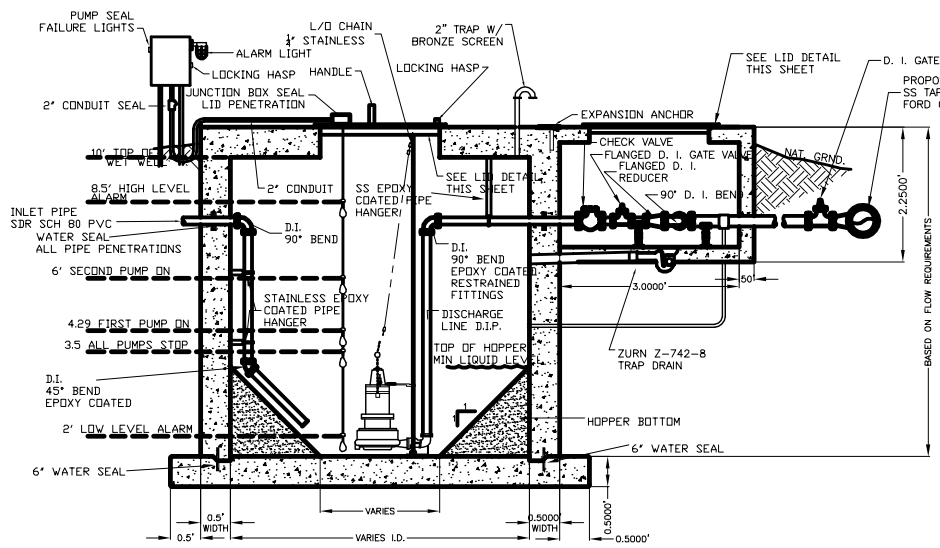 PUMP SEAL
FAILURE LIGHTS
ALARM LIGHT
LOCKING HASP
2" CONDUIT SEAL
JUNCTION BOX SEAL
LID PENETRATION
HANDLE
L/O CHAIN
¼" STAINLESS
2" TRAP W/
BRONZE SCREEN
LOCKING HASP
SEE LID DETAIL
THIS SHEET
D. I. GATE
PROPO
SS TAP
FORD
EXPANSION ANCHOR
CHECK VALVE
FLANGED D. I. GATE VALVE
FLANGED D. I.
REDUCER
90° D. I. BEND
NAT GRND.
10' TOP OF
WET WELL
8.5' HIGH LEVEL
ALARM
2" CONDUIT
SS EPOXY
COATED PIPE
HANGER
SEE LID DETAIL
THIS SHEET
INLET PIPE
SDR SCH 80 PVC
WATER SEAL
ALL PIPE PENETRATIONS
D.I.
90° BEND
D.I.
90° BEND
EPOXY COATED
RESTRAINED
FITTINGS
6' SECOND PUMP ON
STAINLESS EPOXY
COATED PIPE
HANGER
DISCHARGE
LINE D.I.P.
4.29 FIRST PUMP ON
3.5 ALL PUMPS STOP
TOP OF HOPPER
MIN LIQUID LEVEL
ZURN Z-742-8
TRAP DRAIN
D.I.
45° BEND
EPOXY COATED
1
1
HOPPER BOTTOM
2' LOW LEVEL ALARM
6" WATER SEAL
6" WATER SEAL
3.0000'
50'
2.2500'
BASED ON FLOW REQUIREMENTS
0.5'
WIDTH
0.5'
VARIES
VARIES I.D.
0.5000'
WIDTH
0.5000'
0.5000'